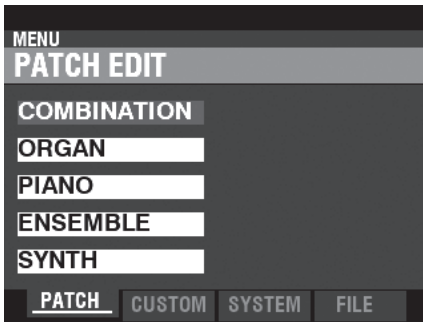 MENU
PATCH EDIT
COMBINATION
ORGAN
PIANO
ENSEMBLE
SYNTH
PATCH CUSTOM SYSTEM FILE